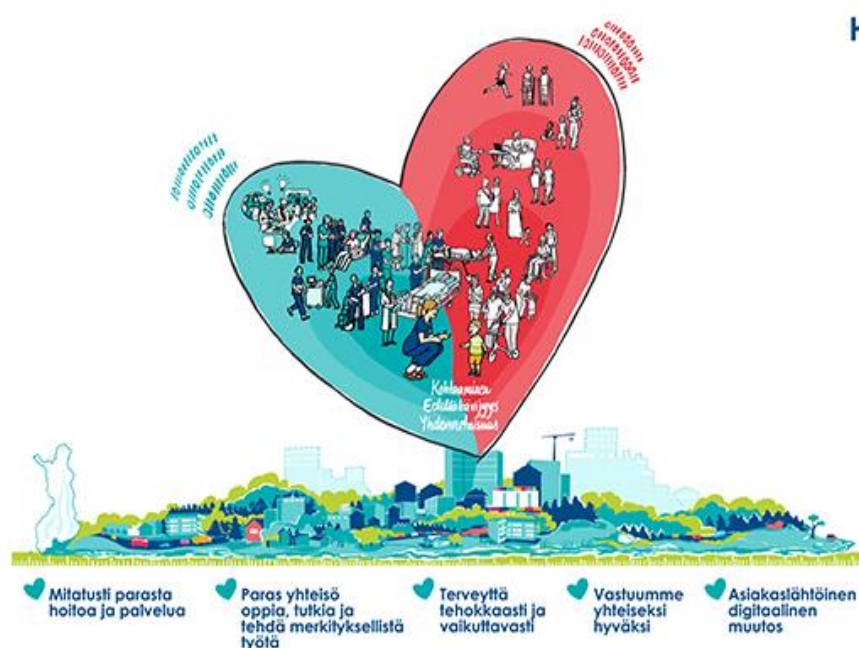 H
Kohtaaminen
Edelläkävijyys
Yhdenvertaisuus
Mitatusti parasta
hoitoa ja palvelua
Paras yhteisö
oppia, tutkia ja
tehdä merkityksellistä
työtä
Terveyttä
tehokkaasti ja
vaikuttavasti
Vastuumme
yhteiseksi
hyväksi
Asiakaslähtöinen
digitaalinen
muutos